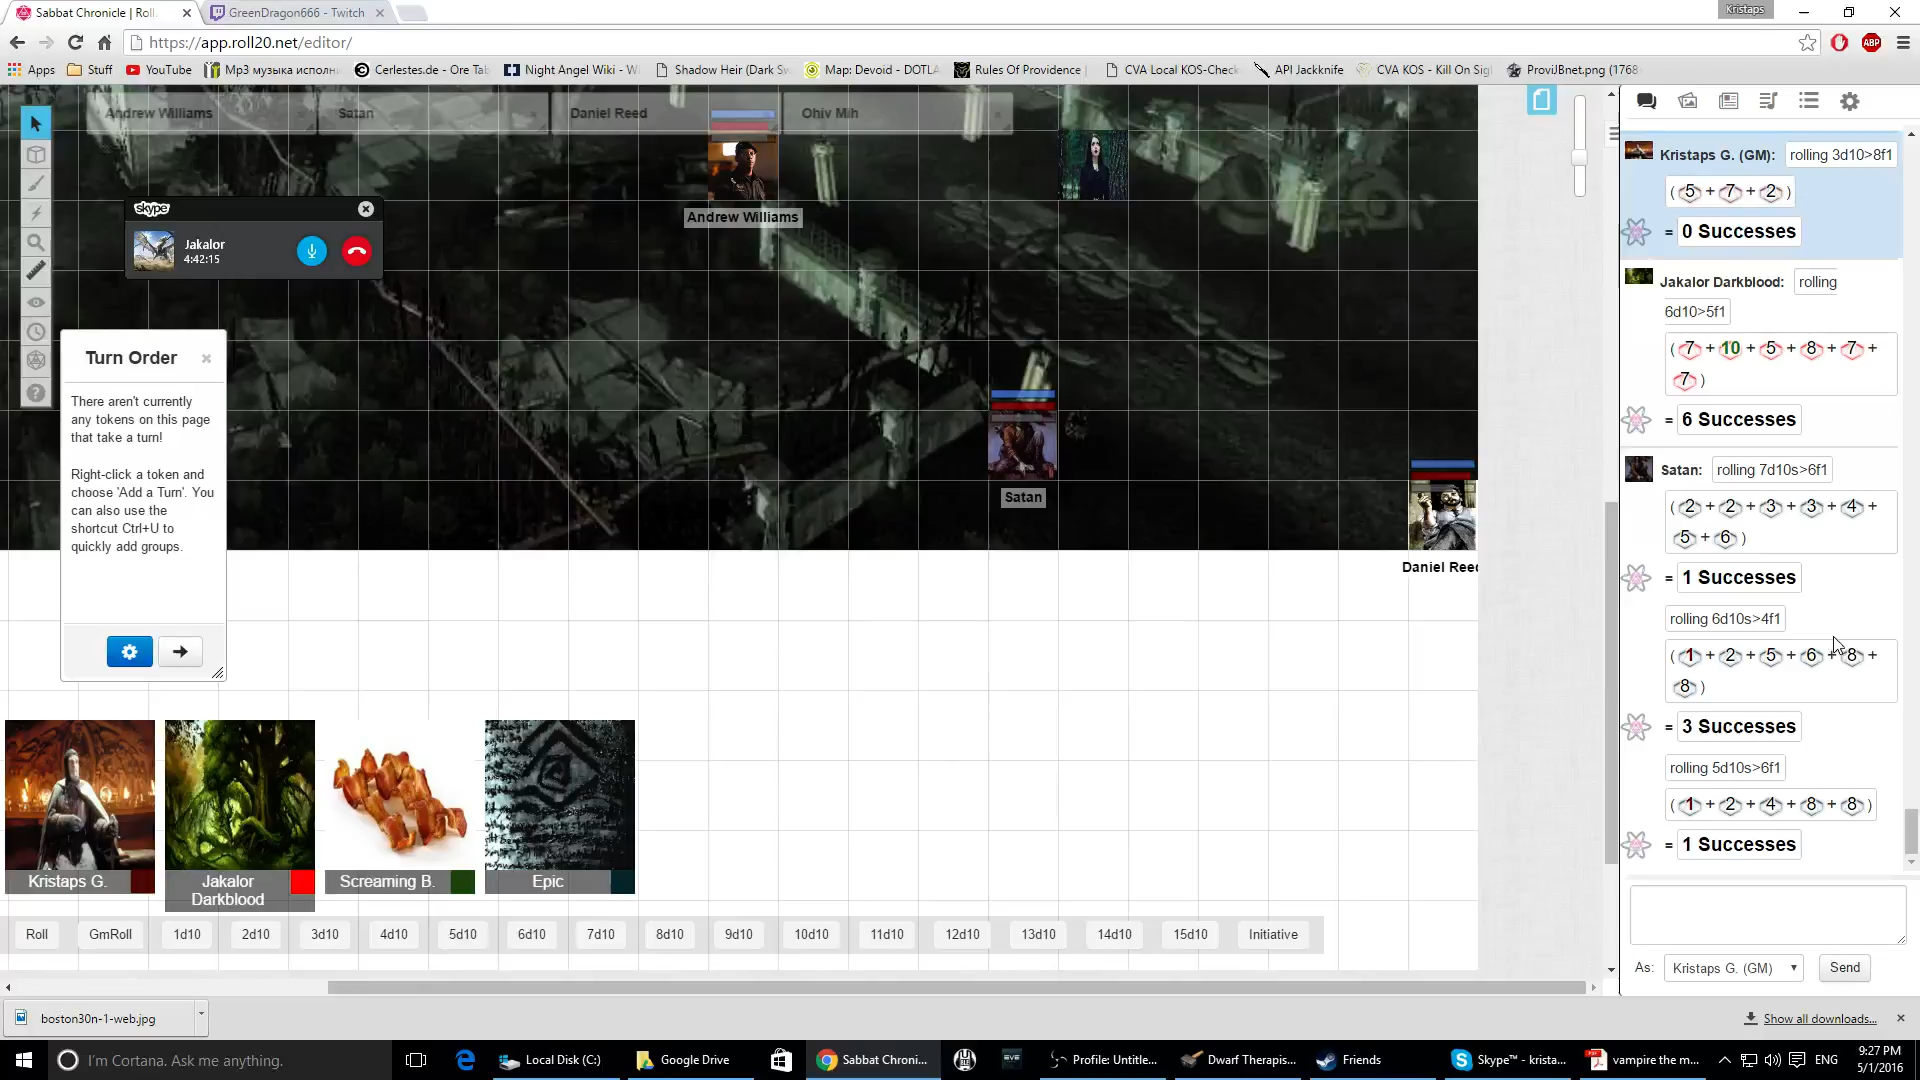 Sabbat Chronicle | Roll
GreenDragon666 - Twitch
Kristaps
https://app.roll20.net/editor/
Apps
Stuff
YouTube
Mp3 музыка исполни
Cerlestes.de - Ore Tab
Night Angel Wiki - W
Shadow Heir (Dark Sw
Map: Devoid - DOTLA
Rules Of Providence
CVA Local KOS-Check
API Jackknife
CVA KOS - Kill On Sig
ProviJBnet.png (1768
ABP
Andrew Williams
Satan
Daniel Reed
Ohiv Mih
Andrew Williams
skype
Jakalor
4:42:15
Turn Order
There aren't currently
any tokens on this page
that take a turn!
Right-click a token and
choose 'Add a Turn'. You
can also use the
shortcut Ctrl+U to
quickly add groups.
Satan
Daniel Reed
Kristaps G.
Jakalor
Darkblood
Screaming B.
Epic
Roll
GmRoll
1d10
2d10
3d10
4d10
5d10
6d10
7d10
8d10
9d10
10d10
11d10
12d10
13d10
14d10
15d10
Initiative
Kristaps G. (GM): rolling 3d10>8f1
(5 + 7 + 2)
= 0 Successes
Jakalor Darkblood: rolling
6d10>5f1
(7 + 10 + 5 + 8 + 7 +
7)
= 6 Successes
Satan: rolling 7d10s>6f1
(2 + 2 + 3 + 3 + 4 +
5 + 6)
= 1 Successes
rolling 6d10s>4f1
(1 + 2 + 5 + 6 + 8 +
8)
= 3 Successes
rolling 5d10s>6f1
(1 + 2 + 4 + 8 + 8)
= 1 Successes
As: Kristaps G. (GM)
Send
boston30n-1-web.jpg
Show all downloads...
I'm Cortana. Ask me anything.
Local Disk (C:)
Google Drive
Sabbat Chroni...
EVE
Profile: Untitle...
Dwarf Therapis...
Friends
Skype™ - krista...
vampire the m...
ENG
9:27 PM
5/1/2016